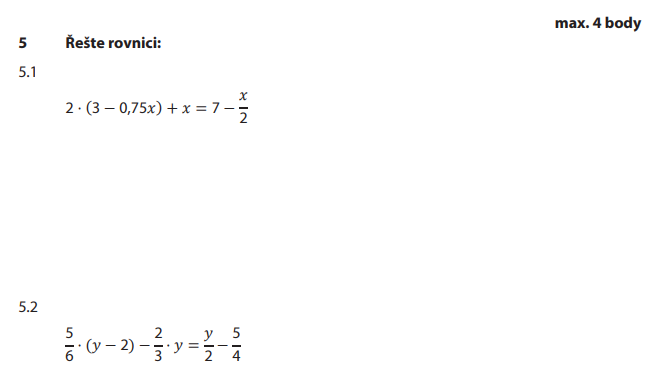 max. 4 body
5 Řešte rovnici:
5.1
2 · (3 − 0,75x) + x = 7 − x/2
5.2
5/6 · (y − 2) − 2/3 · y = y/2 − 5/4